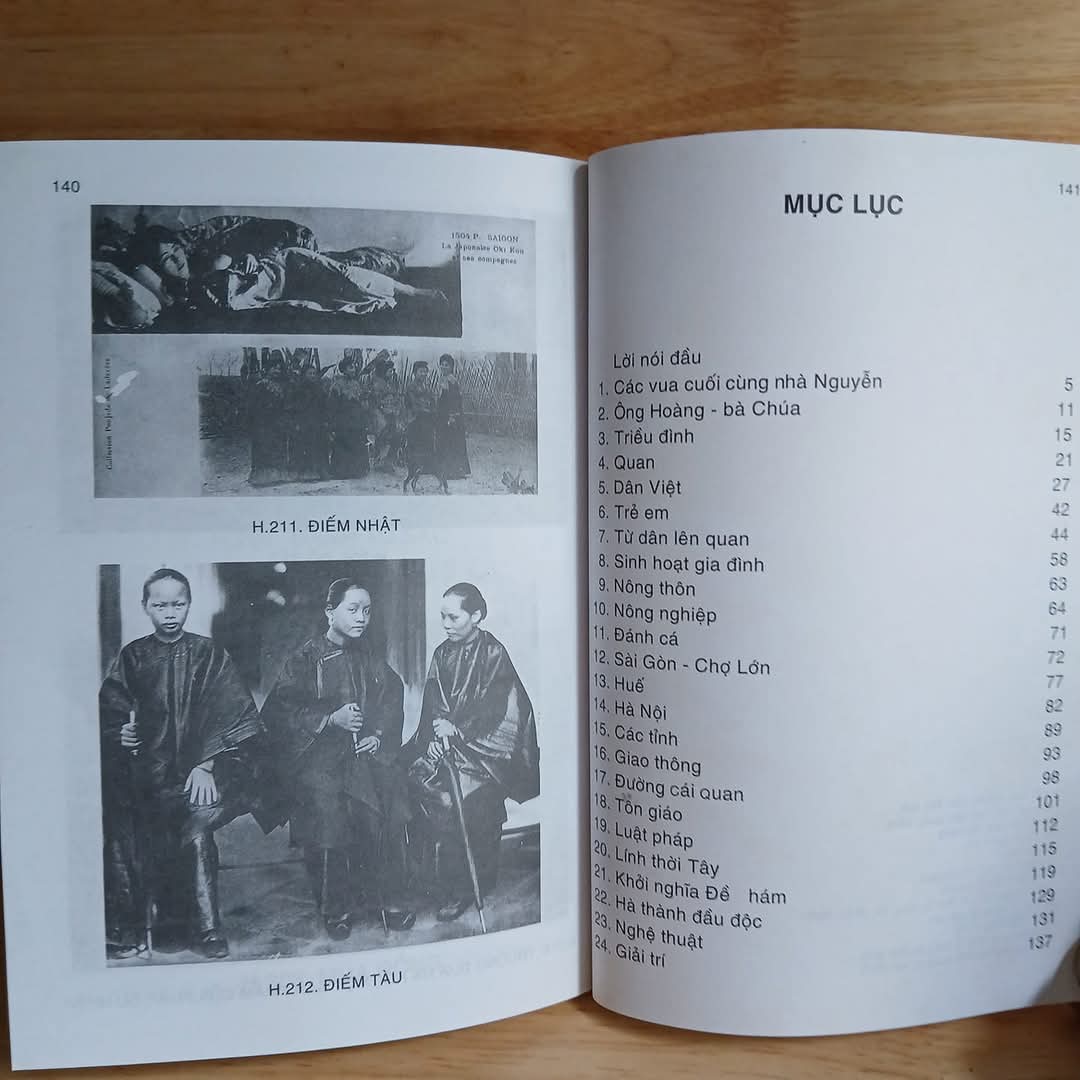 140
1504 P. SAIGON
La Japonaise Oki Kon
ses compagnes
Collection Poujade de Ladevèze
H.211. ĐIẾM NHẬT
H.212. ĐIẾM TÀU
141
MỤC LỤC
Lời nói đầu
1. Các vua cuối cùng nhà Nguyễn 5
2. Ông Hoàng - bà Chúa 11
3. Triều đình 15
4. Quan 21
5. Dân Việt 27
6. Trẻ em 42
7. Từ dân lên quan 44
8. Sinh hoạt gia đình 58
9. Nông thôn 63
10. Nông nghiệp 64
11. Đánh cá 71
12. Sài Gòn - Chợ Lớn 72
13. Huế 77
14. Hà Nội 82
15. Các tỉnh 89
16. Giao thông 93
17. Đường cái quan 98
18. Tôn giáo 101
19. Luật pháp 112
20. Lính thời Tây 115
21. Khởi nghĩa Đề hám 119
22. Hà thành đầu độc 129
23. Nghệ thuật 131
24. Giải trí 137